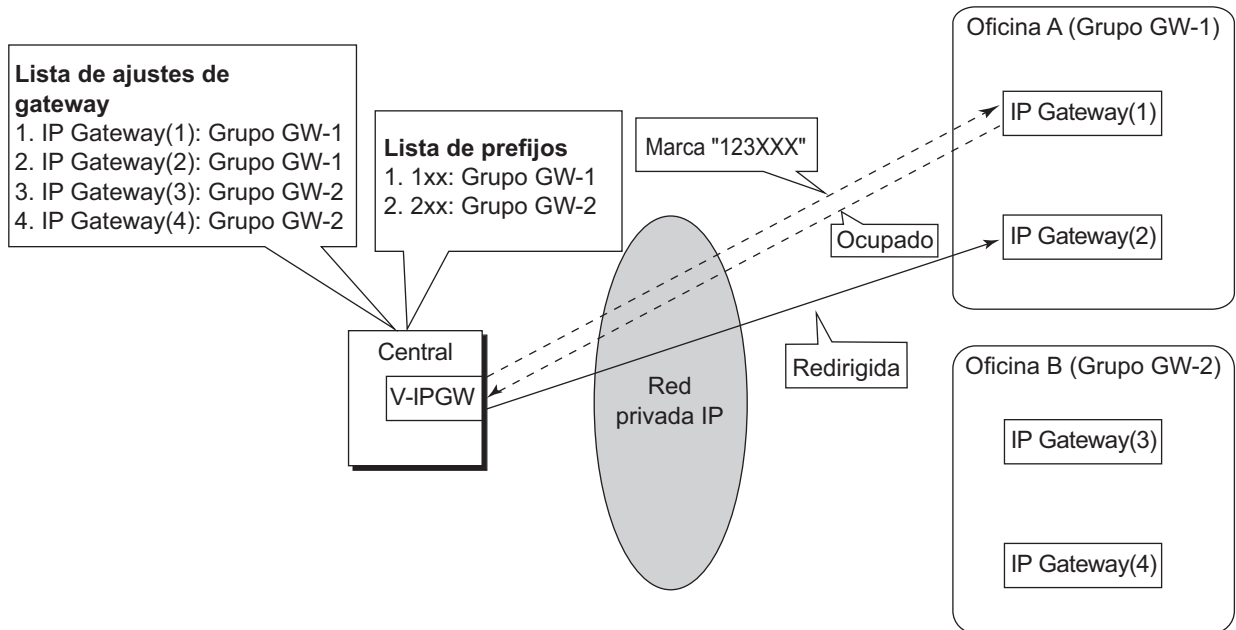 Lista de ajustes de
gateway
1. IP Gateway(1): Grupo GW-1
2. IP Gateway(2): Grupo GW-1
3. IP Gateway(3): Grupo GW-2
4. IP Gateway(4): Grupo GW-2
Lista de prefijos
1. 1xx: Grupo GW-1
2. 2xx: Grupo GW-2
Central
V-IPGW
Red
privada IP
Marca "123XXX"
Ocupado
Redirigida
Oficina A (Grupo GW-1)
IP Gateway(1)
IP Gateway(2)
Oficina B (Grupo GW-2)
IP Gateway(3)
IP Gateway(4)